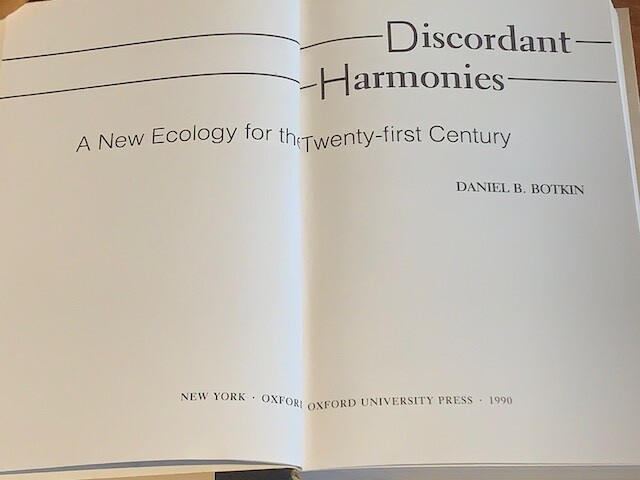 Discordant
Harmonies
A New Ecology for the Twenty-first Century
DANIEL B. BOTKIN
NEW YORK · OXFORD OXFORD UNIVERSITY PRESS · 1990